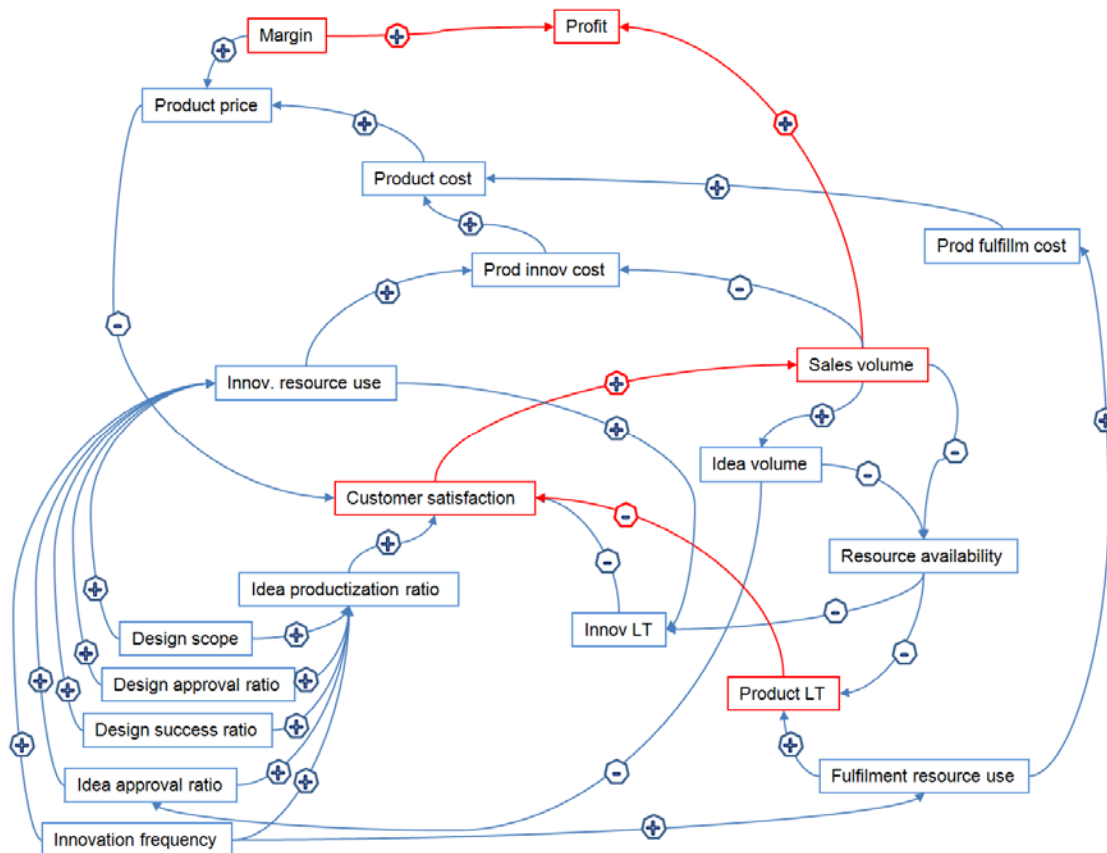 Margin
+
Profit
+
Product price
+
+
Product cost
+
+
Prod fulfillm cost
Prod innov cost
+
-
-
Sales volume
Innov. resource use
+
+
+
Idea volume
-
-
Customer satisfaction
-
+
-
Resource availability
Idea productization ratio
+
-
-
Innov LT
Design scope
+
-
Design approval ratio
+
+
Product LT
+
+
Design success ratio
+
+
+
Idea approval ratio
+
+
-
Fulfilment resource use
Innovation frequency
+